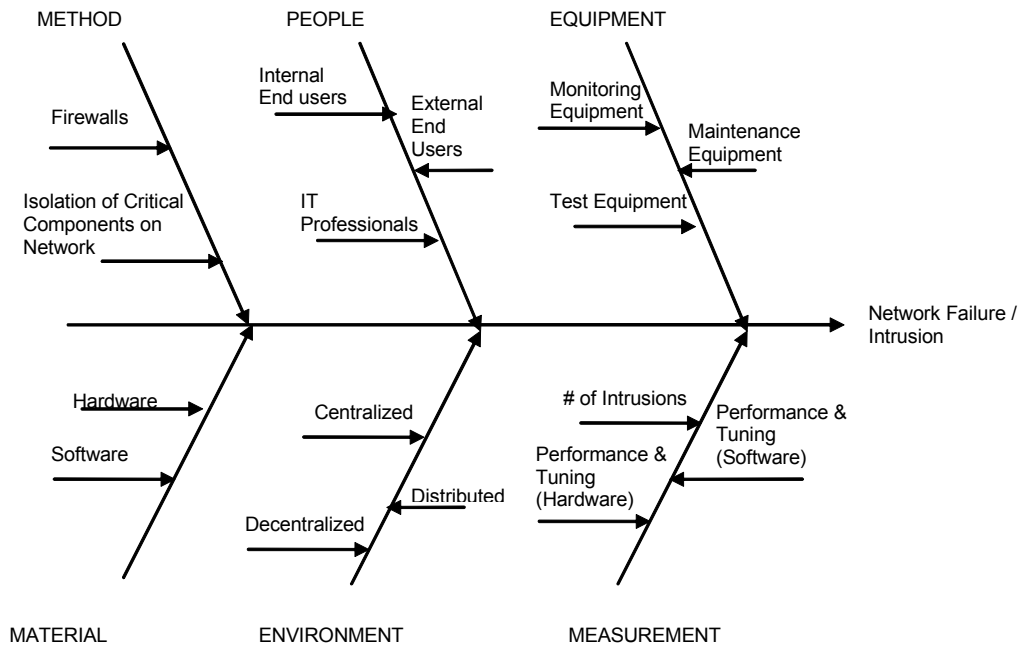 METHOD
PEOPLE
EQUIPMENT
Firewalls
Isolation of Critical
Components on
Network
Internal
End users
External
End
Users
IT
Professionals
Monitoring
Equipment
Maintenance
Equipment
Test Equipment
Network Failure /
Intrusion
Hardware
Software
Centralized
Distributed
Decentralized
# of Intrusions
Performance &
Tuning
(Software)
Performance &
Tuning
(Hardware)
MATERIAL
ENVIRONMENT
MEASUREMENT